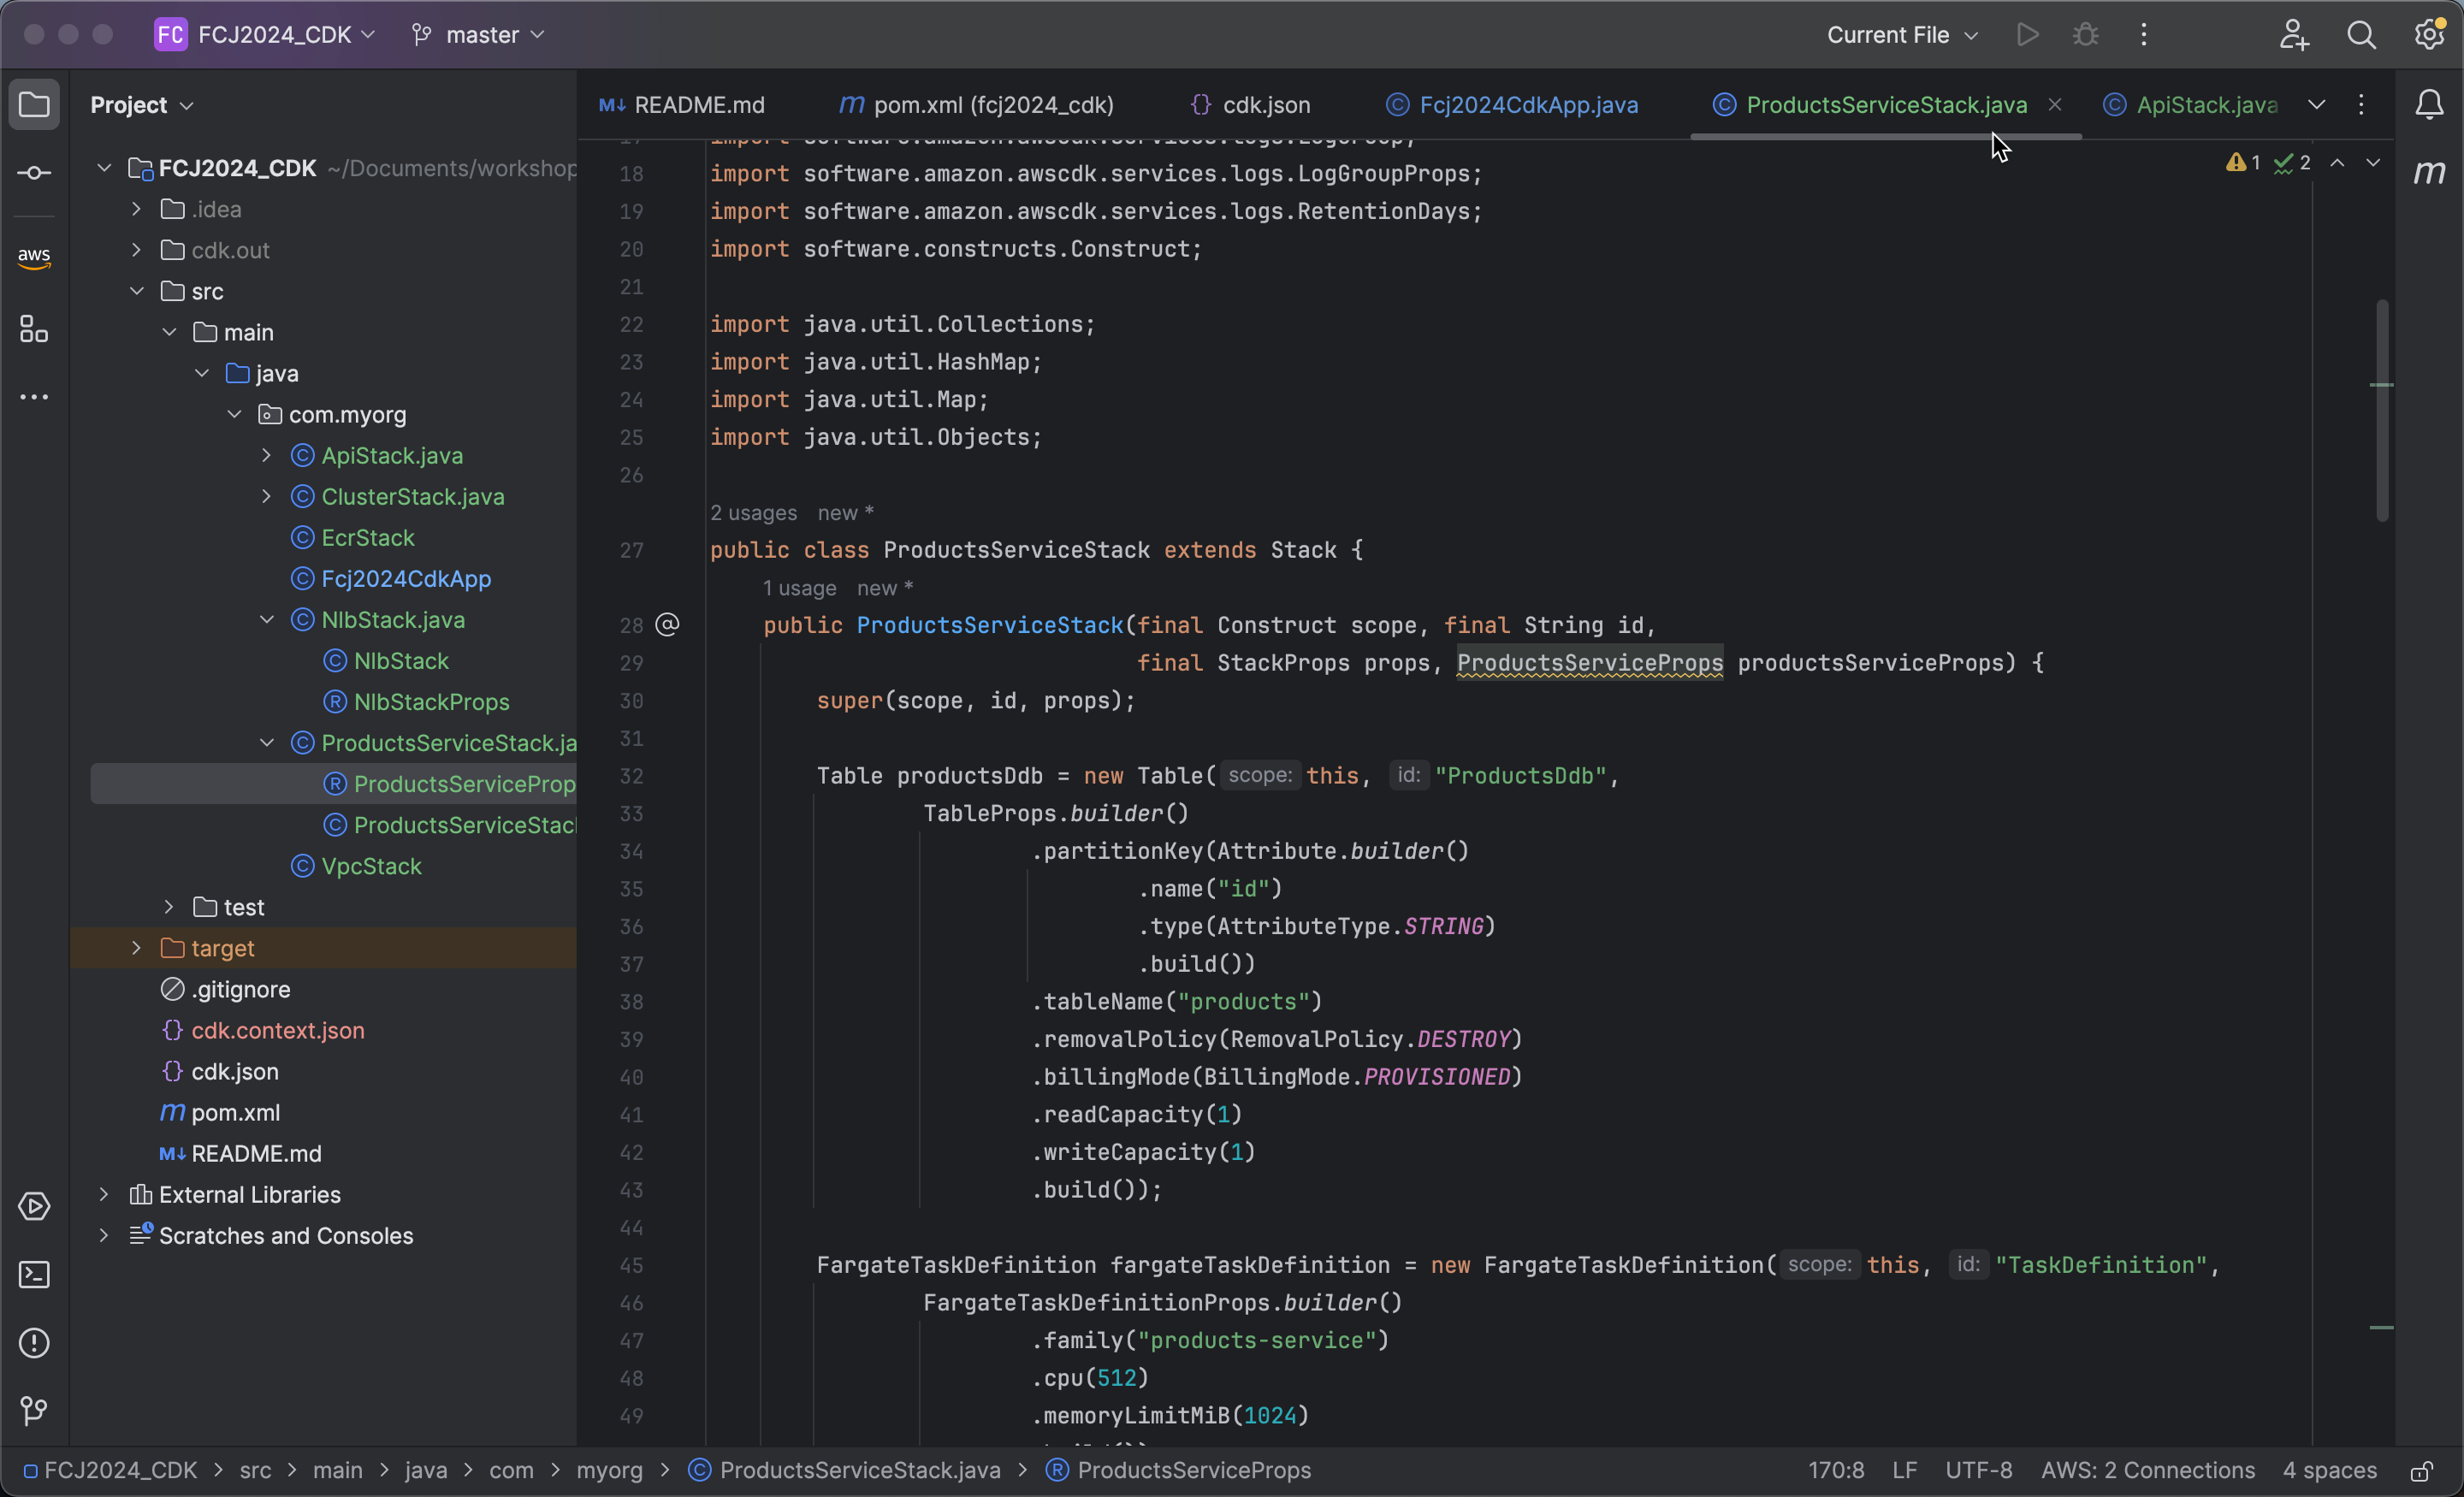 FC FCJ2024_CDK master Current File
Project
README.md pom.xml (fcj2024_cdk) cdk.json Fcj2024CdkApp.java ProductsServiceStack.java ApiStack.java
FCJ2024_CDK ~/Documents/workshop
.idea
cdk.out
aws
src
main
java
com.myorg
ApiStack.java
ClusterStack.java
EcrStack
Fcj2024CdkApp
NlbStack.java
NlbStack
NlbStackProps
ProductsServiceStack.ja
ProductsServiceProp
ProductsServiceStac
VpcStack
test
target
.gitignore
cdk.context.json
cdk.json
pom.xml
README.md
External Libraries
Scratches and Consoles
1 2
18 import software.amazon.awscdk.services.logs.LogGroupProps;
19 import software.amazon.awscdk.services.logs.RetentionDays;
20 import software.constructs.Construct;
21
22 import java.util.Collections;
23 import java.util.HashMap;
24 import java.util.Map;
25 import java.util.Objects;
26
2 usages new *
27 public class ProductsServiceStack extends Stack {
1 usage new *
28 public ProductsServiceStack(final Construct scope, final String id,
29 final StackProps props, ProductsServiceProps productsServiceProps) {
30 super(scope, id, props);
31
32 Table productsDdb = new Table( scope: this, id: "ProductsDdb",
33 TableProps.builder()
34 .partitionKey(Attribute.builder()
35 .name("id")
36 .type(AttributeType.STRING)
37 .build())
38 .tableName("products")
39 .removalPolicy(RemovalPolicy.DESTROY)
40 .billingMode(BillingMode.PROVISIONED)
41 .readCapacity(1)
42 .writeCapacity(1)
43 .build());
44
45 FargateTaskDefinition fargateTaskDefinition = new FargateTaskDefinition( scope: this, id: "TaskDefinition",
46 FargateTaskDefinitionProps.builder()
47 .family("products-service")
48 .cpu(512)
49 .memoryLimitMiB(1024)
FCJ2024_CDK > src > main > java > com > myorg > ProductsServiceStack.java > ProductsServiceProps 170:8 LF UTF-8 AWS: 2 Connections 4 spaces